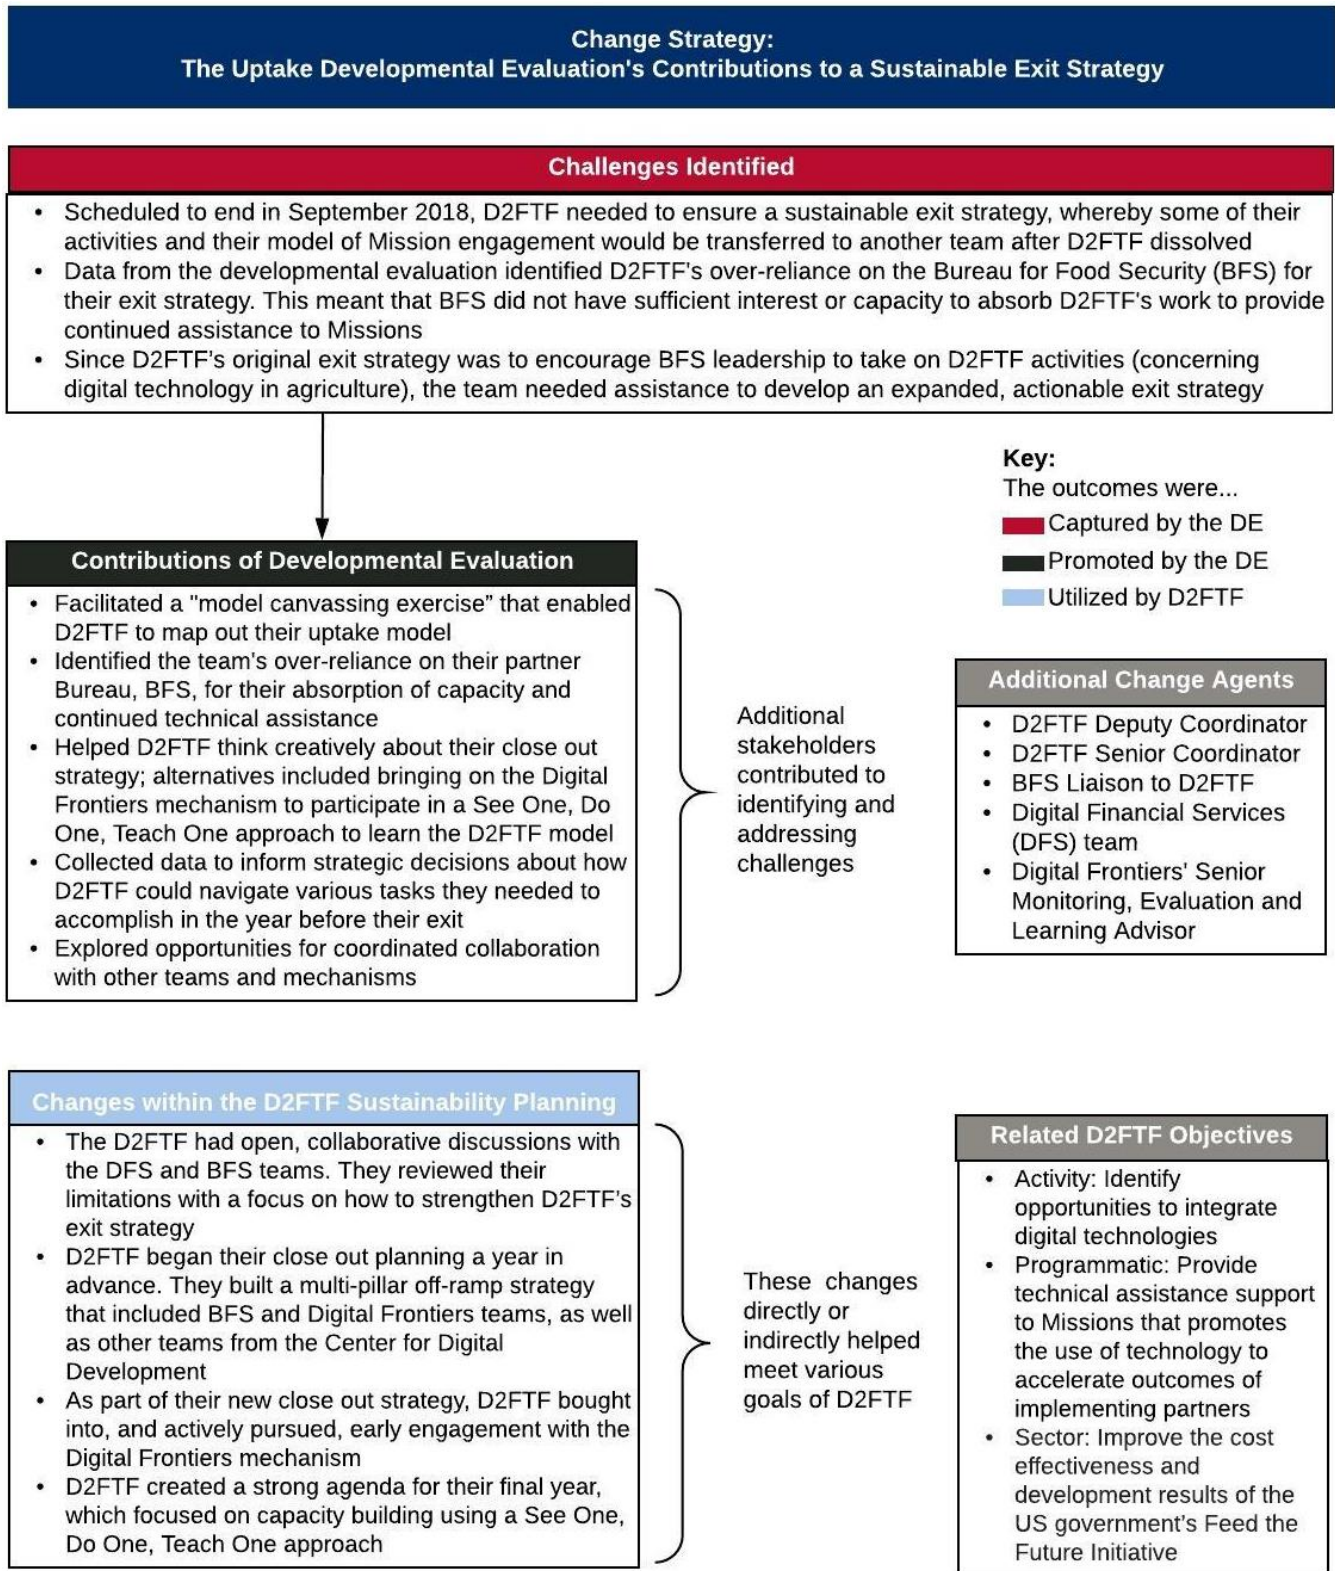 Change Strategy:
The Uptake Developmental Evaluation's Contributions to a Sustainable Exit Strategy
Challenges Identified
• Scheduled to end in September 2018, D2FTF needed to ensure a sustainable exit strategy, whereby some of their
activities and their model of Mission engagement would be transferred to another team after D2FTF dissolved
• Data from the developmental evaluation identified D2FTF's over-reliance on the Bureau for Food Security (BFS) for
their exit strategy. This meant that BFS did not have sufficient interest or capacity to absorb D2FTF's work to provide
continued assistance to Missions
• Since D2FTF's original exit strategy was to encourage BFS leadership to take on D2FTF activities (concerning
digital technology in agriculture), the team needed assistance to develop an expanded, actionable exit strategy
Key:
The outcomes were...
Captured by the DE
Promoted by the DE
Utilized by D2FTF
Contributions of Developmental Evaluation
• Facilitated a "model canvassing exercise” that enabled
D2FTF to map out their uptake model
• Identified the team's over-reliance on their partner
Bureau, BFS, for their absorption of capacity and
continued technical assistance
• Helped D2FTF think creatively about their close out
strategy; alternatives included bringing on the Digital
Frontiers mechanism to participate in a See One, Do
One, Teach One approach to learn the D2FTF model
• Collected data to inform strategic decisions about how
D2FTF could navigate various tasks they needed to
accomplish in the year before their exit
• Explored opportunities for coordinated collaboration
with other teams and mechanisms
Additional
stakeholders
contributed to
identifying and
addressing
challenges
Additional Change Agents
• D2FTF Deputy Coordinator
• D2FTF Senior Coordinator
• BFS Liaison to D2FTF
• Digital Financial Services
(DFS) team
• Digital Frontiers' Senior
Monitoring, Evaluation and
Learning Advisor
Changes within the D2FTF Sustainability Planning
• The D2FTF had open, collaborative discussions with
the DFS and BFS teams. They reviewed their
limitations with a focus on how to strengthen D2FTF's
exit strategy
• D2FTF began their close out planning a year in
advance. They built a multi-pillar off-ramp strategy
that included BFS and Digital Frontiers teams, as well
as other teams from the Center for Digital
Development
• As part of their new close out strategy, D2FTF bought
into, and actively pursued, early engagement with the
Digital Frontiers mechanism
• D2FTF created a strong agenda for their final year,
which focused on capacity building using a See One,
Do One, Teach One approach
These changes
directly or
indirectly helped
meet various
goals of D2FTF
Related D2FTF Objectives
• Activity: Identify
opportunities to integrate
digital technologies
• Programmatic: Provide
technical assistance support
to Missions that promotes
the use of technology to
accelerate outcomes of
implementing partners
• Sector: Improve the cost
effectiveness and
development results of the
US government's Feed the
Future Initiative